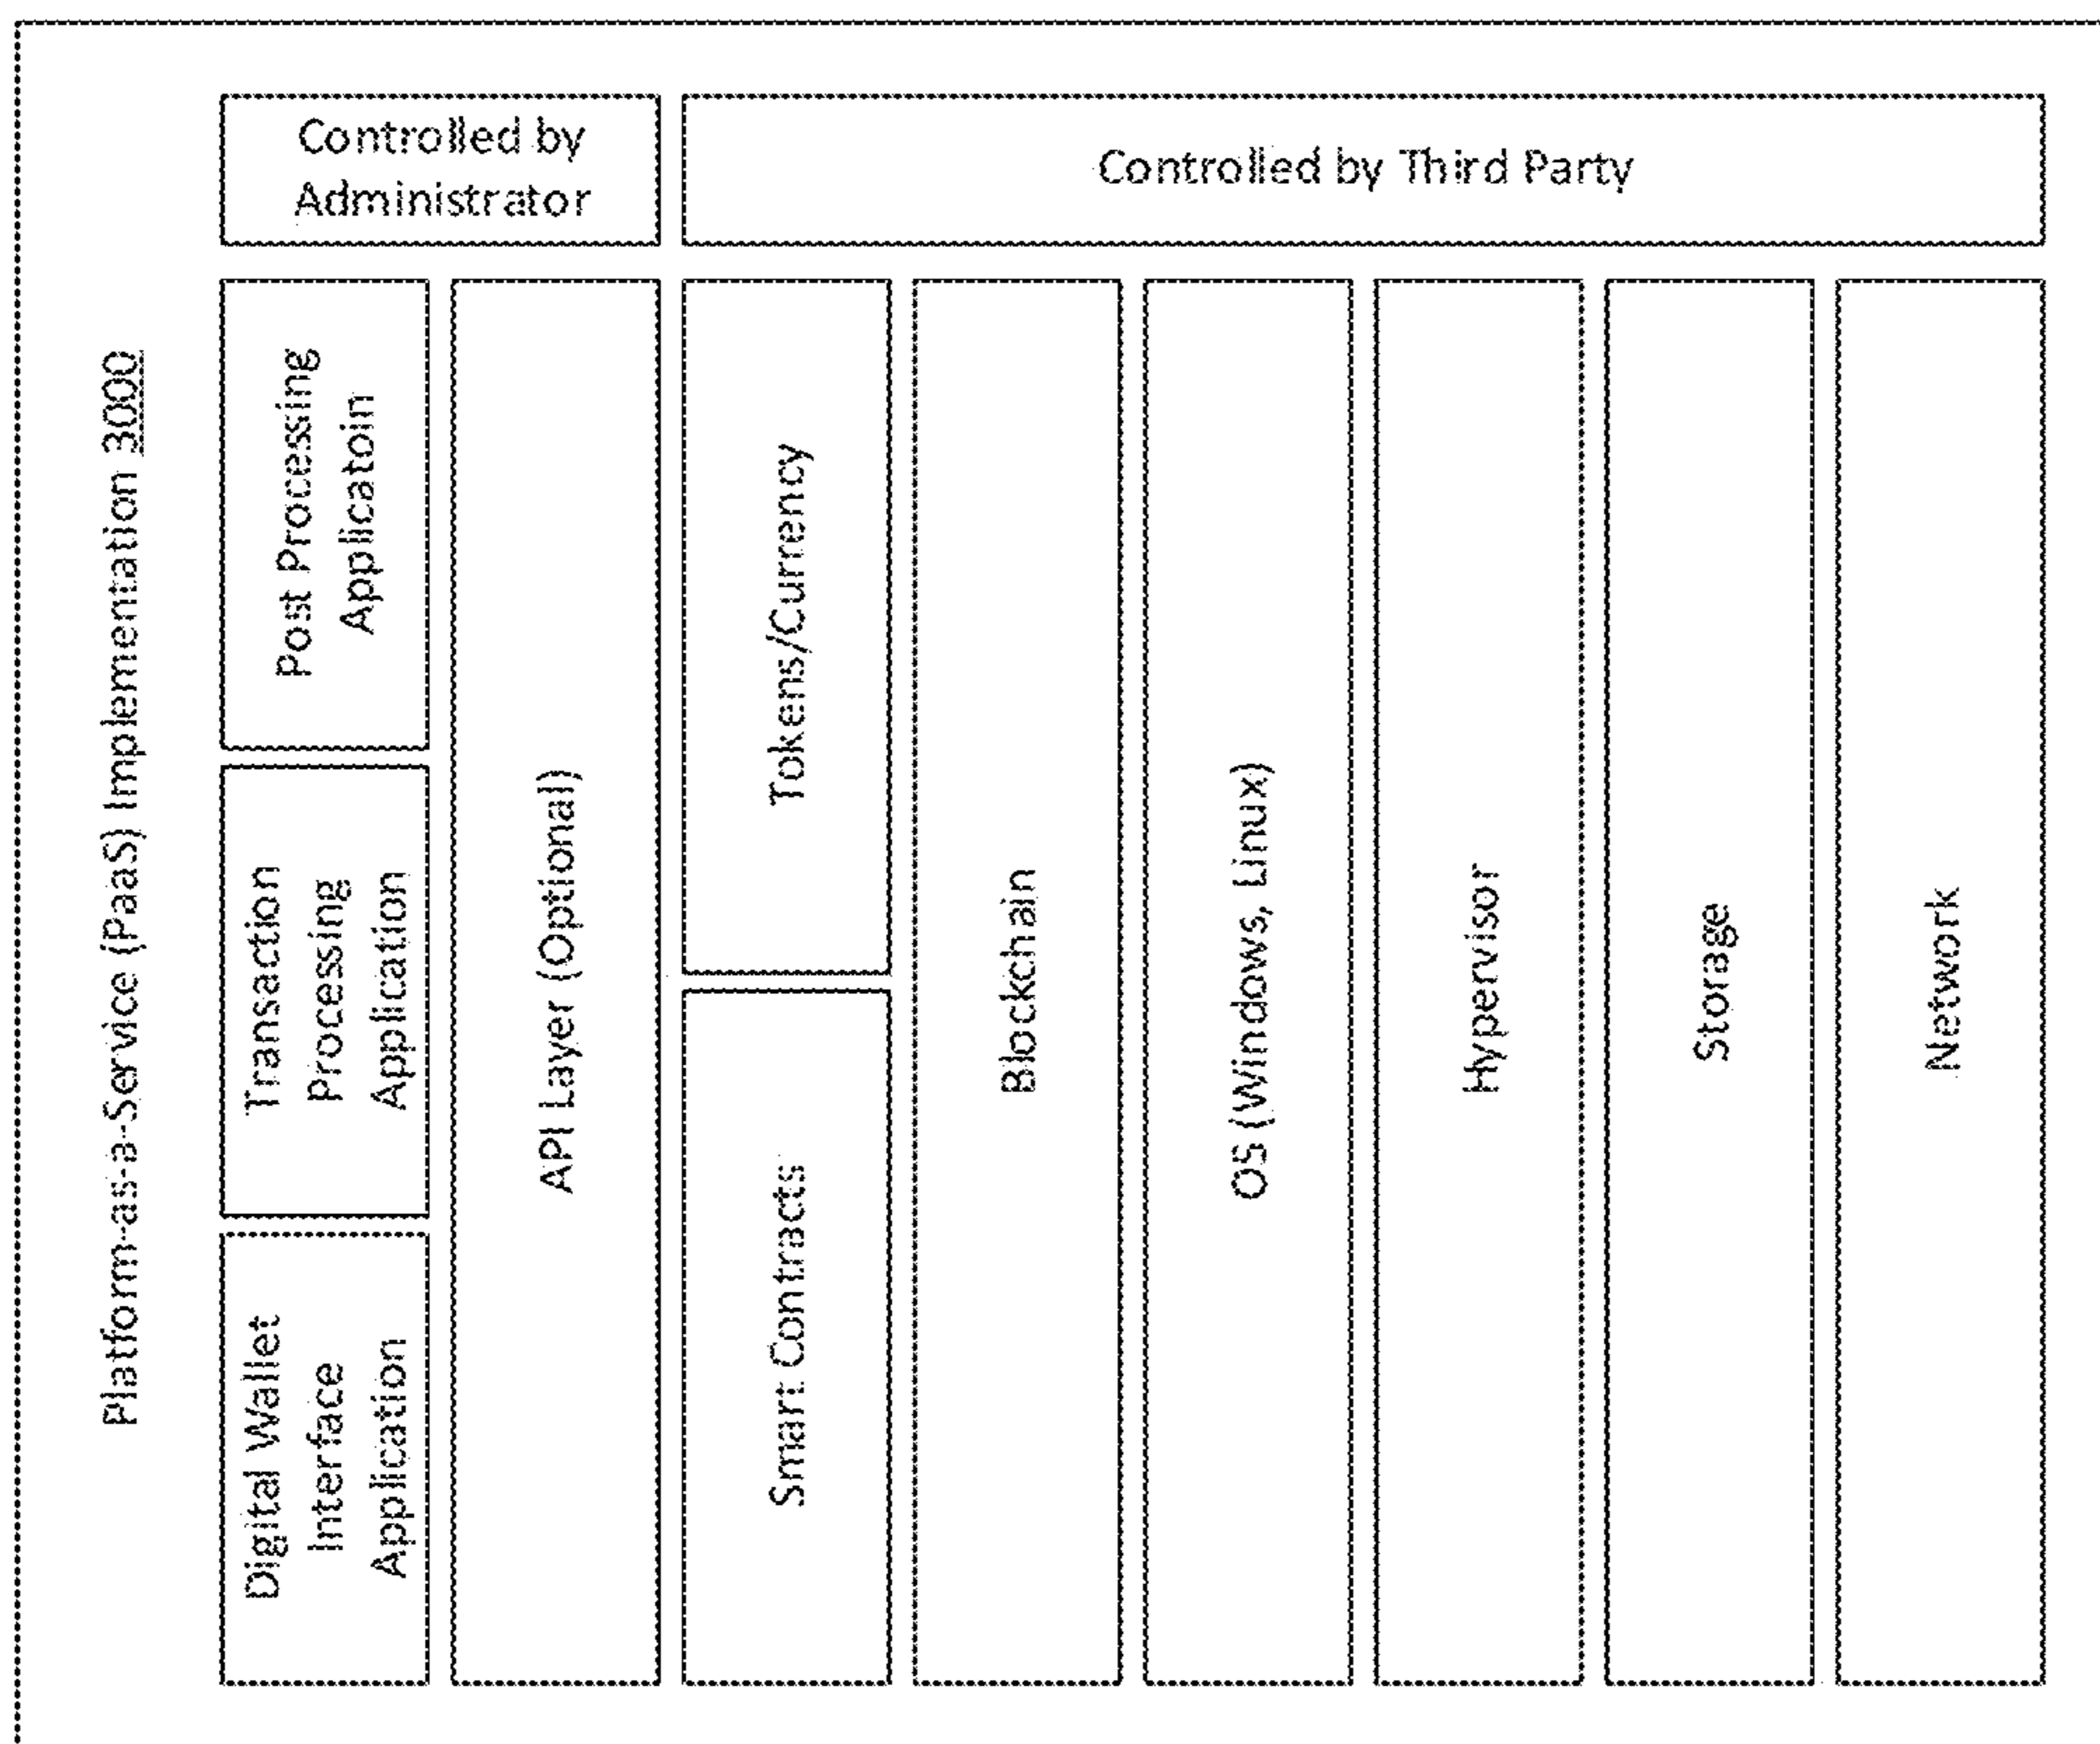 Platform-as-a-Service (PaaS) Implementation 3000
Controlled by
Administrator
Controlled by Third Party
Digital Wallet
Interface
Application
Transaction
Processing
Application
Post Processing
Applicatoin
API Layer (Optional)
Smart Contracts
Tokens/Currency
Blockchain
OS (Windows, Linux)
Hypervisor
Storage
Network